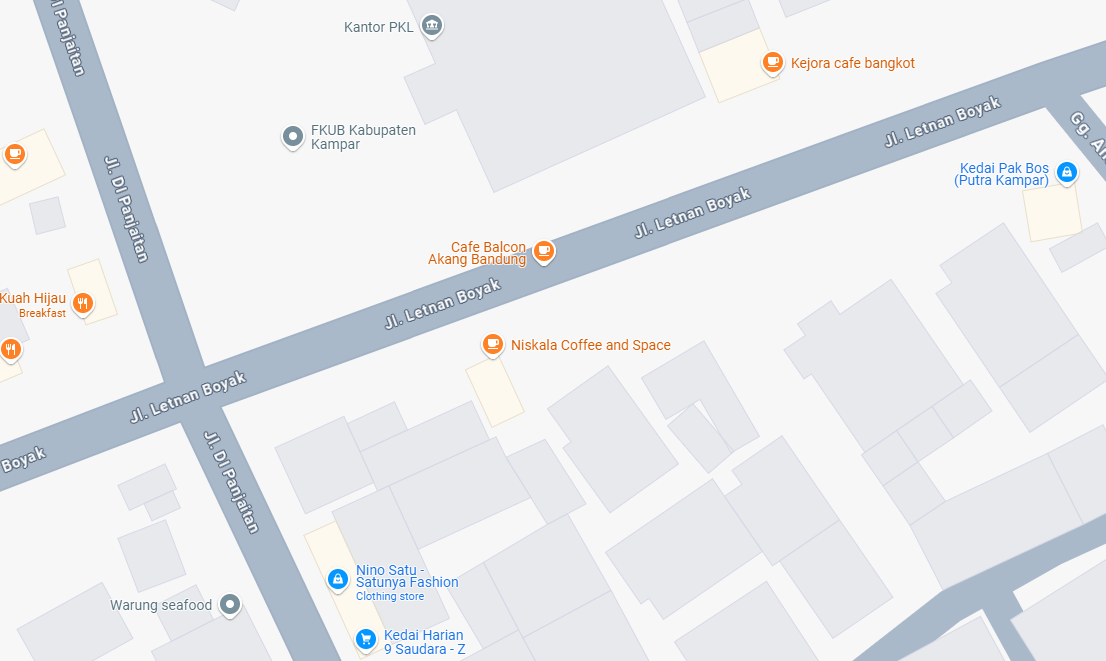 Jl. DI Panjaitan
Kantor PKL
Kejora cafe bangkot
Jl. Letnan Boyak
Gg.
FKUB Kabupaten
Kampar
Jl. DI Panjaitan
Kedai Pak Bos
(Putra Kampar)
Jl. Letnan Boyak
Cafe Balcon
Akang Bandung
Kuah Hijau
Breakfast
Jl. Letnan Boyak
Niskala Coffee and Space
Jl. Letnan Boyak
Boyak
Jl. DI Panjaitan
Nino Satu -
Satunya Fashion
Clothing store
Warung seafood
Kedai Harian
9 Saudara - Z